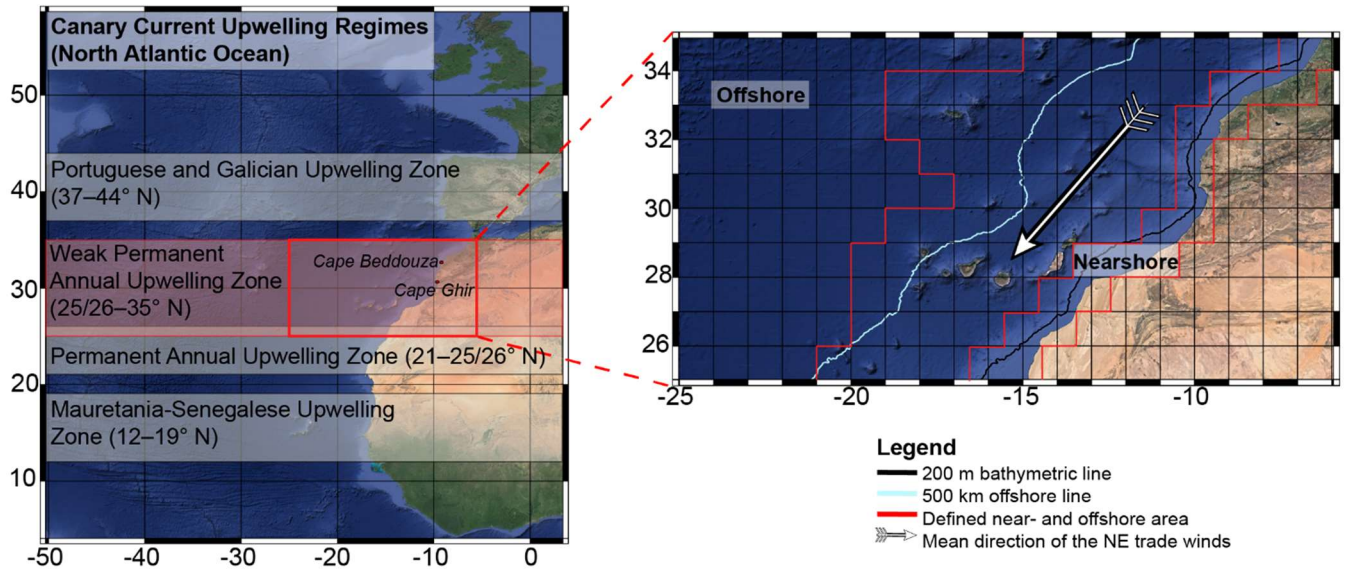 Canary Current Upwelling Regimes
(North Atlantic Ocean)
50
Portuguese and Galician Upwelling Zone
(37–44° N)
40
Weak Permanent
Annual Upwelling Zone
(25/26–35° N)
Cape Beddouza
Cape Ghir
30
Permanent Annual Upwelling Zone (21–25/26° N)
20
Mauretania-Senegalese Upwelling
Zone (12–19° N)
10
-50 -40 -30 -20 -10 0
34
Offshore
32
30
Nearshore
28
26
-25 -20 -15 -10
Legend
200 m bathymetric line
500 km offshore line
Defined near- and offshore area
Mean direction of the NE trade winds